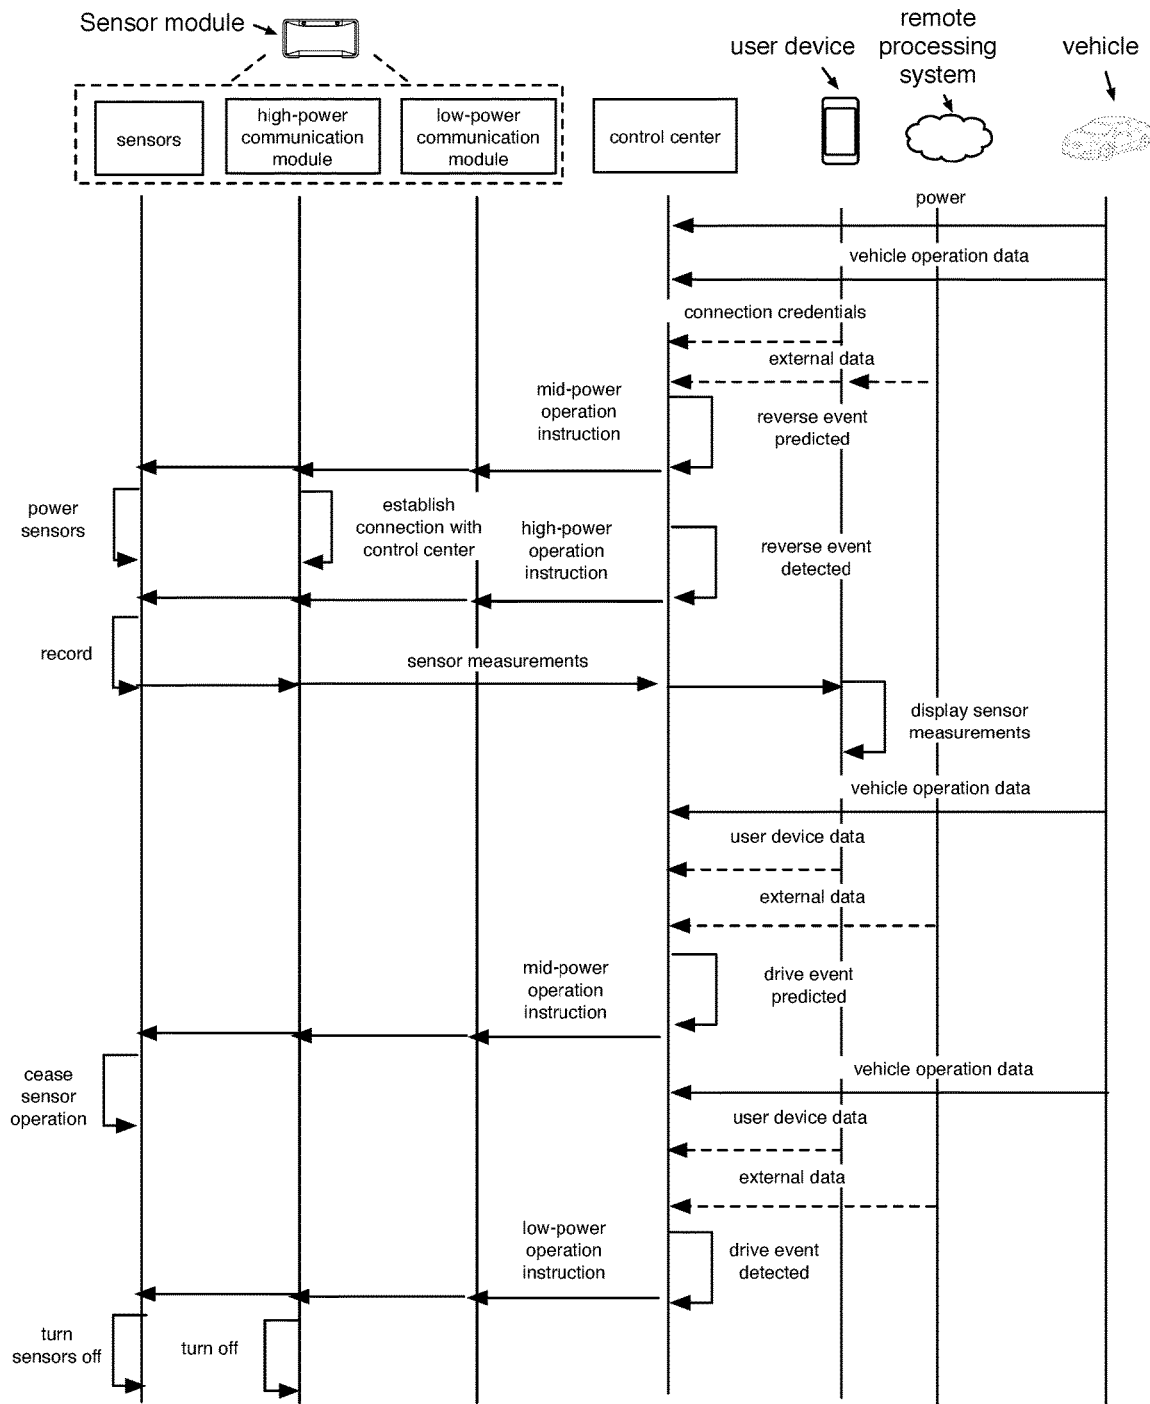 Sensor module
remote
processing
system
user device
vehicle
sensors
high-power
communication
module
low-power
communication
module
control center
power
vehicle operation data
connection credentials
external data
mid-power
operation
instruction
reverse event
predicted
power
sensors
establish
connection with
control center
high-power
operation
instruction
reverse event
detected
record
sensor measurements
display sensor
measurements
vehicle operation data
user device data
external data
mid-power
operation
instruction
drive event
predicted
cease
sensor
operation
vehicle operation data
user device data
external data
low-power
operation
instruction
drive event
detected
turn
sensors off
turn off